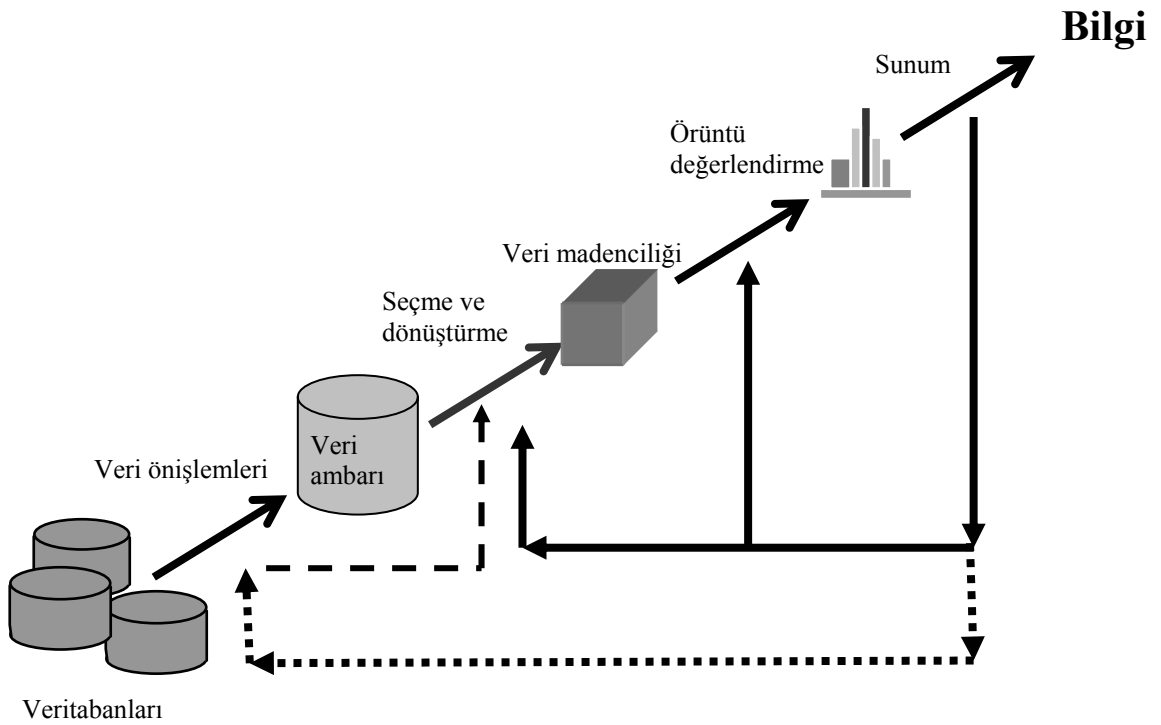 Bilgi
Sunum
Örüntü
değerlendirme
Veri madenciliği
Seçme ve
dönüştürme
Veri
ambarı
Veri önişlemleri
Veritabanları